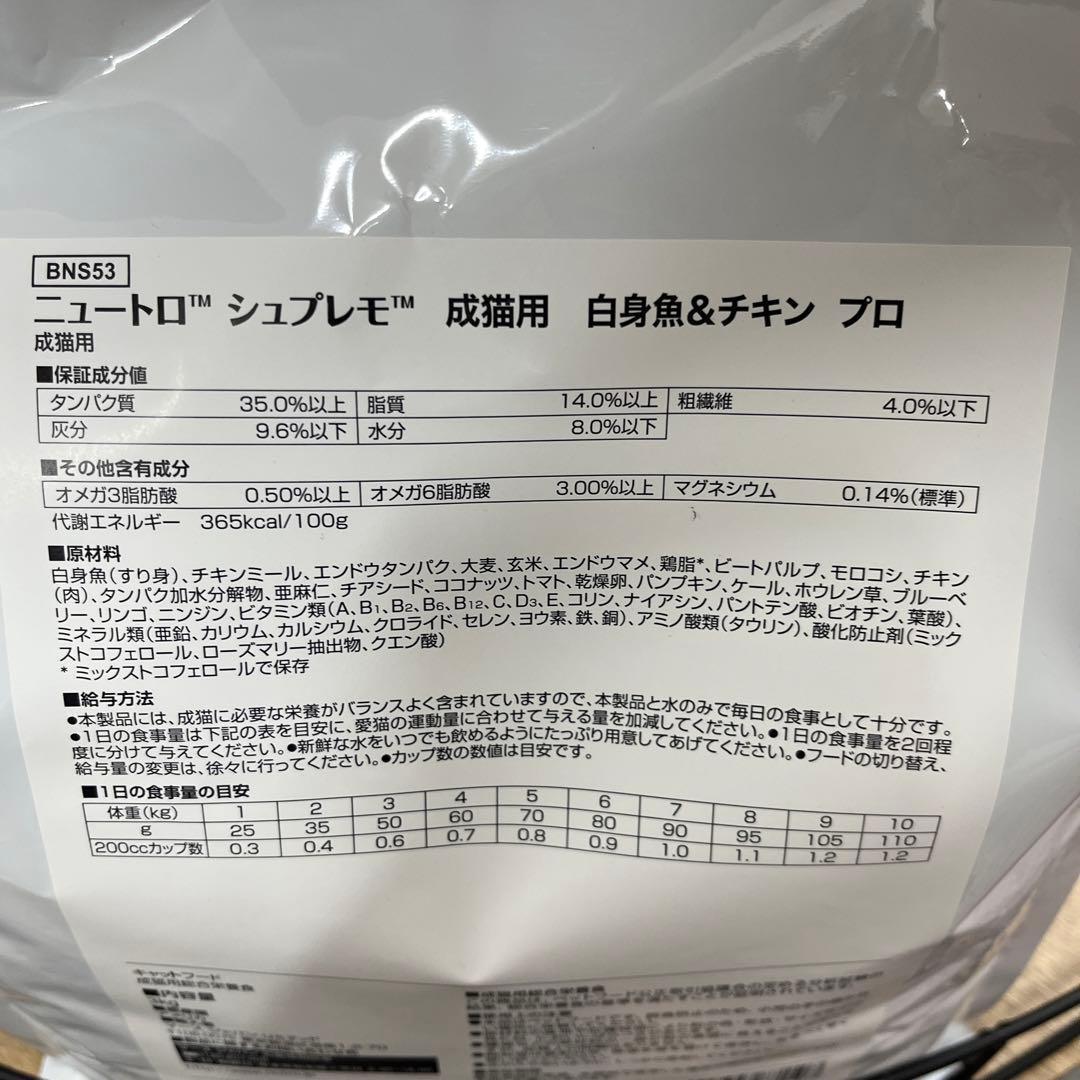 BNS53
ニュートロ™ シュプレモ™ 成猫用 白身魚&チキン プロ
成猫用
■保証成分値
タンパク質 35.0%以上 脂質 14.0%以上 粗繊維 4.0%以下
灰分 9.6%以下 水分 8.0%以下
■その他含有成分
オメガ3脂肪酸 0.50%以上 オメガ6脂肪酸 3.00%以上 マグネシウム 0.14%(標準)
代謝エネルギー 365kcal/100g
■原材料
白身魚(すり身)、チキンミール、エンドウタンパク、大麦、玄米、エンドウマメ、鶏脂*、ビートパルプ、モロコシ、チキン
(肉)、タンパク加水分解物、亜麻仁、チアシード、ココナッツ、トマト、乾燥卵、パンプキン、ケール、ホウレン草、ブルーベ
リー、リンゴ、ニンジン、ビタミン類(A、B1、B2、B6、B12、C、D3、E、コリン、ナイアシン、パントテン酸、ビオチン、葉酸)、
ミネラル類(亜鉛、カリウム、カルシウム、クロライド、セレン、ヨウ素、鉄、銅)、アミノ酸類(タウリン)、酸化防止剤(ミック
ストコフェロール、ローズマリー抽出物、クエン酸)
* ミックストコフェロールで保存
■給与方法
●本製品には、成猫に必要な栄養がバランスよく含まれていますので、本製品と水のみで毎日の食事として十分です。
●1日の食事量は下記の表を目安に、愛猫の運動量に合わせて与える量を加減してください。●1日の食事量を2回程
度に分けて与えてください。●新鮮な水をいつでも飲めるようにたっぷり用意してあげてください。●フードの切り替え、
給与量の変更は、徐々に行ってください。●カップ数の数値は目安です。
■1日の食事量の目安
体重(kg) 1 2 3 4 5 6 7 8 9 10
g 25 35 50 60 70 80 90 95 105 110
200ccカップ数 0.3 0.4 0.6 0.7 0.8 0.9 1.0 1.1 1.2 1.2
キャットフード
成猫用総合栄養食
■内容量
■成猫用総合栄養食